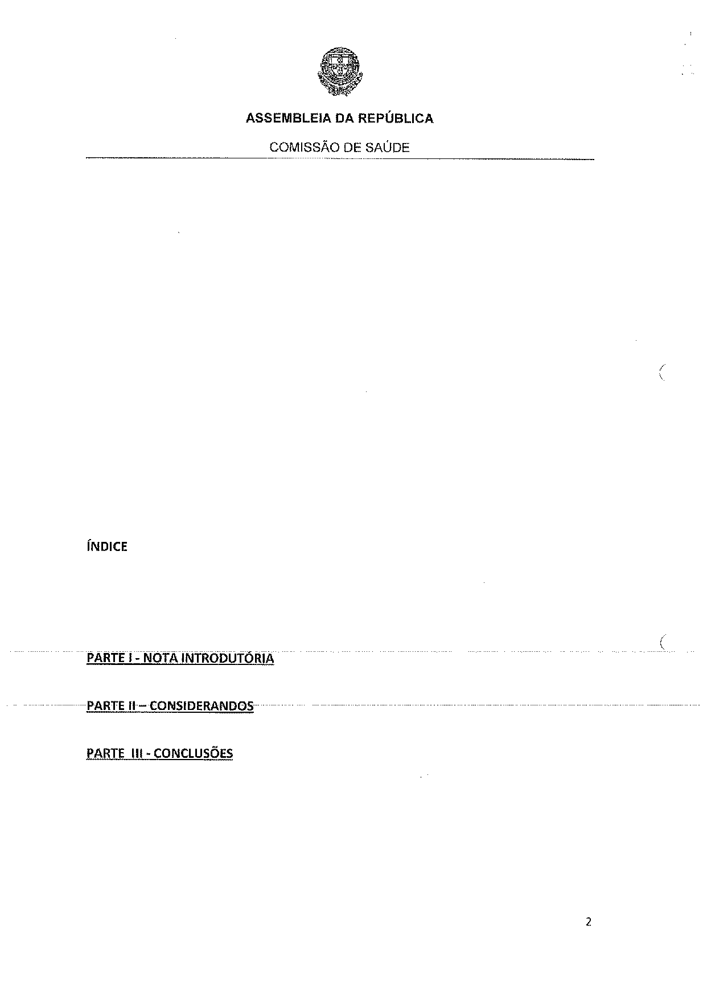 ASSEMBLEIA DA REPÚBLICA
COMISSÃO DE SAÚDE
ÍNDICE
PARTE I - NOTA INTRODUTÓRIA
PARTE II – CONSIDERANDOS
PARTE III - CONCLUSÕES
2